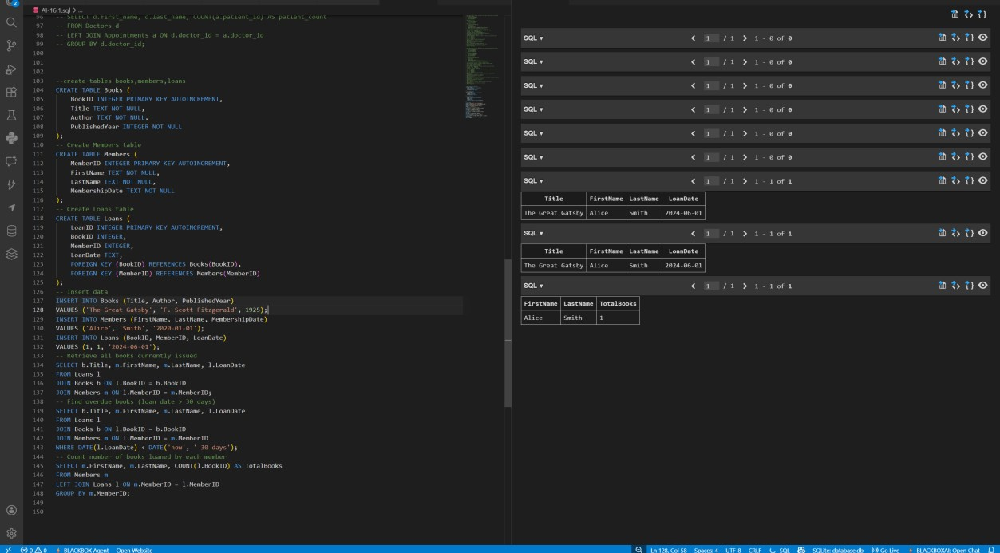 2
AI-16.1.sql > ...
96 -- SELECT d.first_name, d.last_name, COUNT(a.patient_id) AS patient_count
97 -- FROM Doctors d
98 -- LEFT JOIN Appointments a ON d.doctor_id = a.doctor_id
99 -- GROUP BY d.doctor_id;
100
101
102
103 --create tables books,members,loans
104 CREATE TABLE Books (
105 BookID INTEGER PRIMARY KEY AUTOINCREMENT,
106 Title TEXT NOT NULL,
107 Author TEXT NOT NULL,
108 PublishedYear INTEGER NOT NULL
109 );
110 -- Create Members table
111 CREATE TABLE Members (
112 MemberID INTEGER PRIMARY KEY AUTOINCREMENT,
113 FirstName TEXT NOT NULL,
114 LastName TEXT NOT NULL,
115 MembershipDate TEXT NOT NULL
116 );
117 -- Create Loans table
118 CREATE TABLE Loans (
119 LoanID INTEGER PRIMARY KEY AUTOINCREMENT,
120 BookID INTEGER,
121 MemberID INTEGER,
122 LoanDate TEXT,
123 FOREIGN KEY (BookID) REFERENCES Books(BookID),
124 FOREIGN KEY (MemberID) REFERENCES Members(MemberID)
125 );
126 -- Insert data
127 INSERT INTO Books (Title, Author, PublishedYear)
128 VALUES ('The Great Gatsby', 'F. Scott Fitzgerald', 1925);
129 INSERT INTO Members (FirstName, LastName, MembershipDate)
130 VALUES ('Alice', 'Smith', '2020-01-01');
131 INSERT INTO Loans (BookID, MemberID, LoanDate)
132 VALUES (1, 1, '2024-06-01');
133 -- Retrieve all books currently issued
134 SELECT b.Title, m.FirstName, m.LastName, l.LoanDate
135 FROM Loans l
136 JOIN Books b ON l.BookID = b.BookID
137 JOIN Members m ON l.MemberID = m.MemberID;
138 -- Find overdue books (loan date > 30 days)
139 SELECT b.Title, m.FirstName, m.LastName, l.LoanDate
140 FROM Loans l
141 JOIN Books b ON l.BookID = b.BookID
142 JOIN Members m ON l.MemberID = m.MemberID
143 WHERE DATE(l.LoanDate) < DATE('now', '-30 days');
144 -- Count number of books loaned by each member
145 SELECT m.FirstName, m.LastName, COUNT(l.BookID) AS TotalBooks
146 FROM Members m
147 LEFT JOIN Loans l ON m.MemberID = l.MemberID
148 GROUP BY m.MemberID;
149
150
SQL ▾ < 1 / 1 > 1 - 0 of 0
SQL ▾ < 1 / 1 > 1 - 0 of 0
SQL ▾ < 1 / 1 > 1 - 0 of 0
SQL ▾ < 1 / 1 > 1 - 0 of 0
SQL ▾ < 1 / 1 > 1 - 0 of 0
SQL ▾ < 1 / 1 > 1 - 0 of 0
SQL ▾ < 1 / 1 > 1 - 1 of 1
Title FirstName LastName LoanDate
The Great Gatsby Alice Smith 2024-06-01
SQL ▾ < 1 / 1 > 1 - 1 of 1
Title FirstName LastName LoanDate
The Great Gatsby Alice Smith 2024-06-01
SQL ▾ < 1 / 1 > 1 - 1 of 1
FirstName LastName TotalBooks
Alice Smith 1
0 0 BLACKBOX Agent Open Website Ln 128, Col 58 Spaces: 4 UTF-8 CRLF SQL SQLite: database.db Go Live BLACKBOXAI: Open Chat